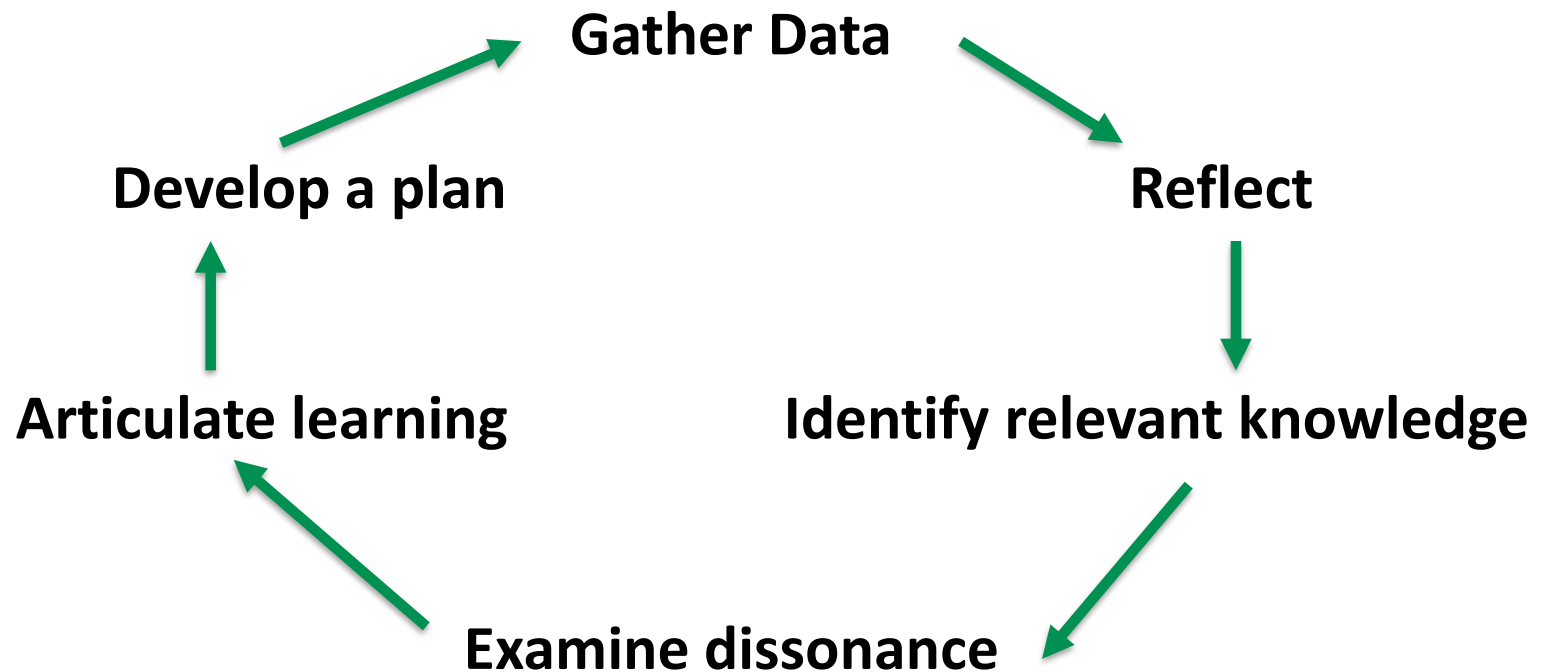 Gather Data
Develop a plan
Reflect
Articulate learning
Identify relevant knowledge
Examine dissonance